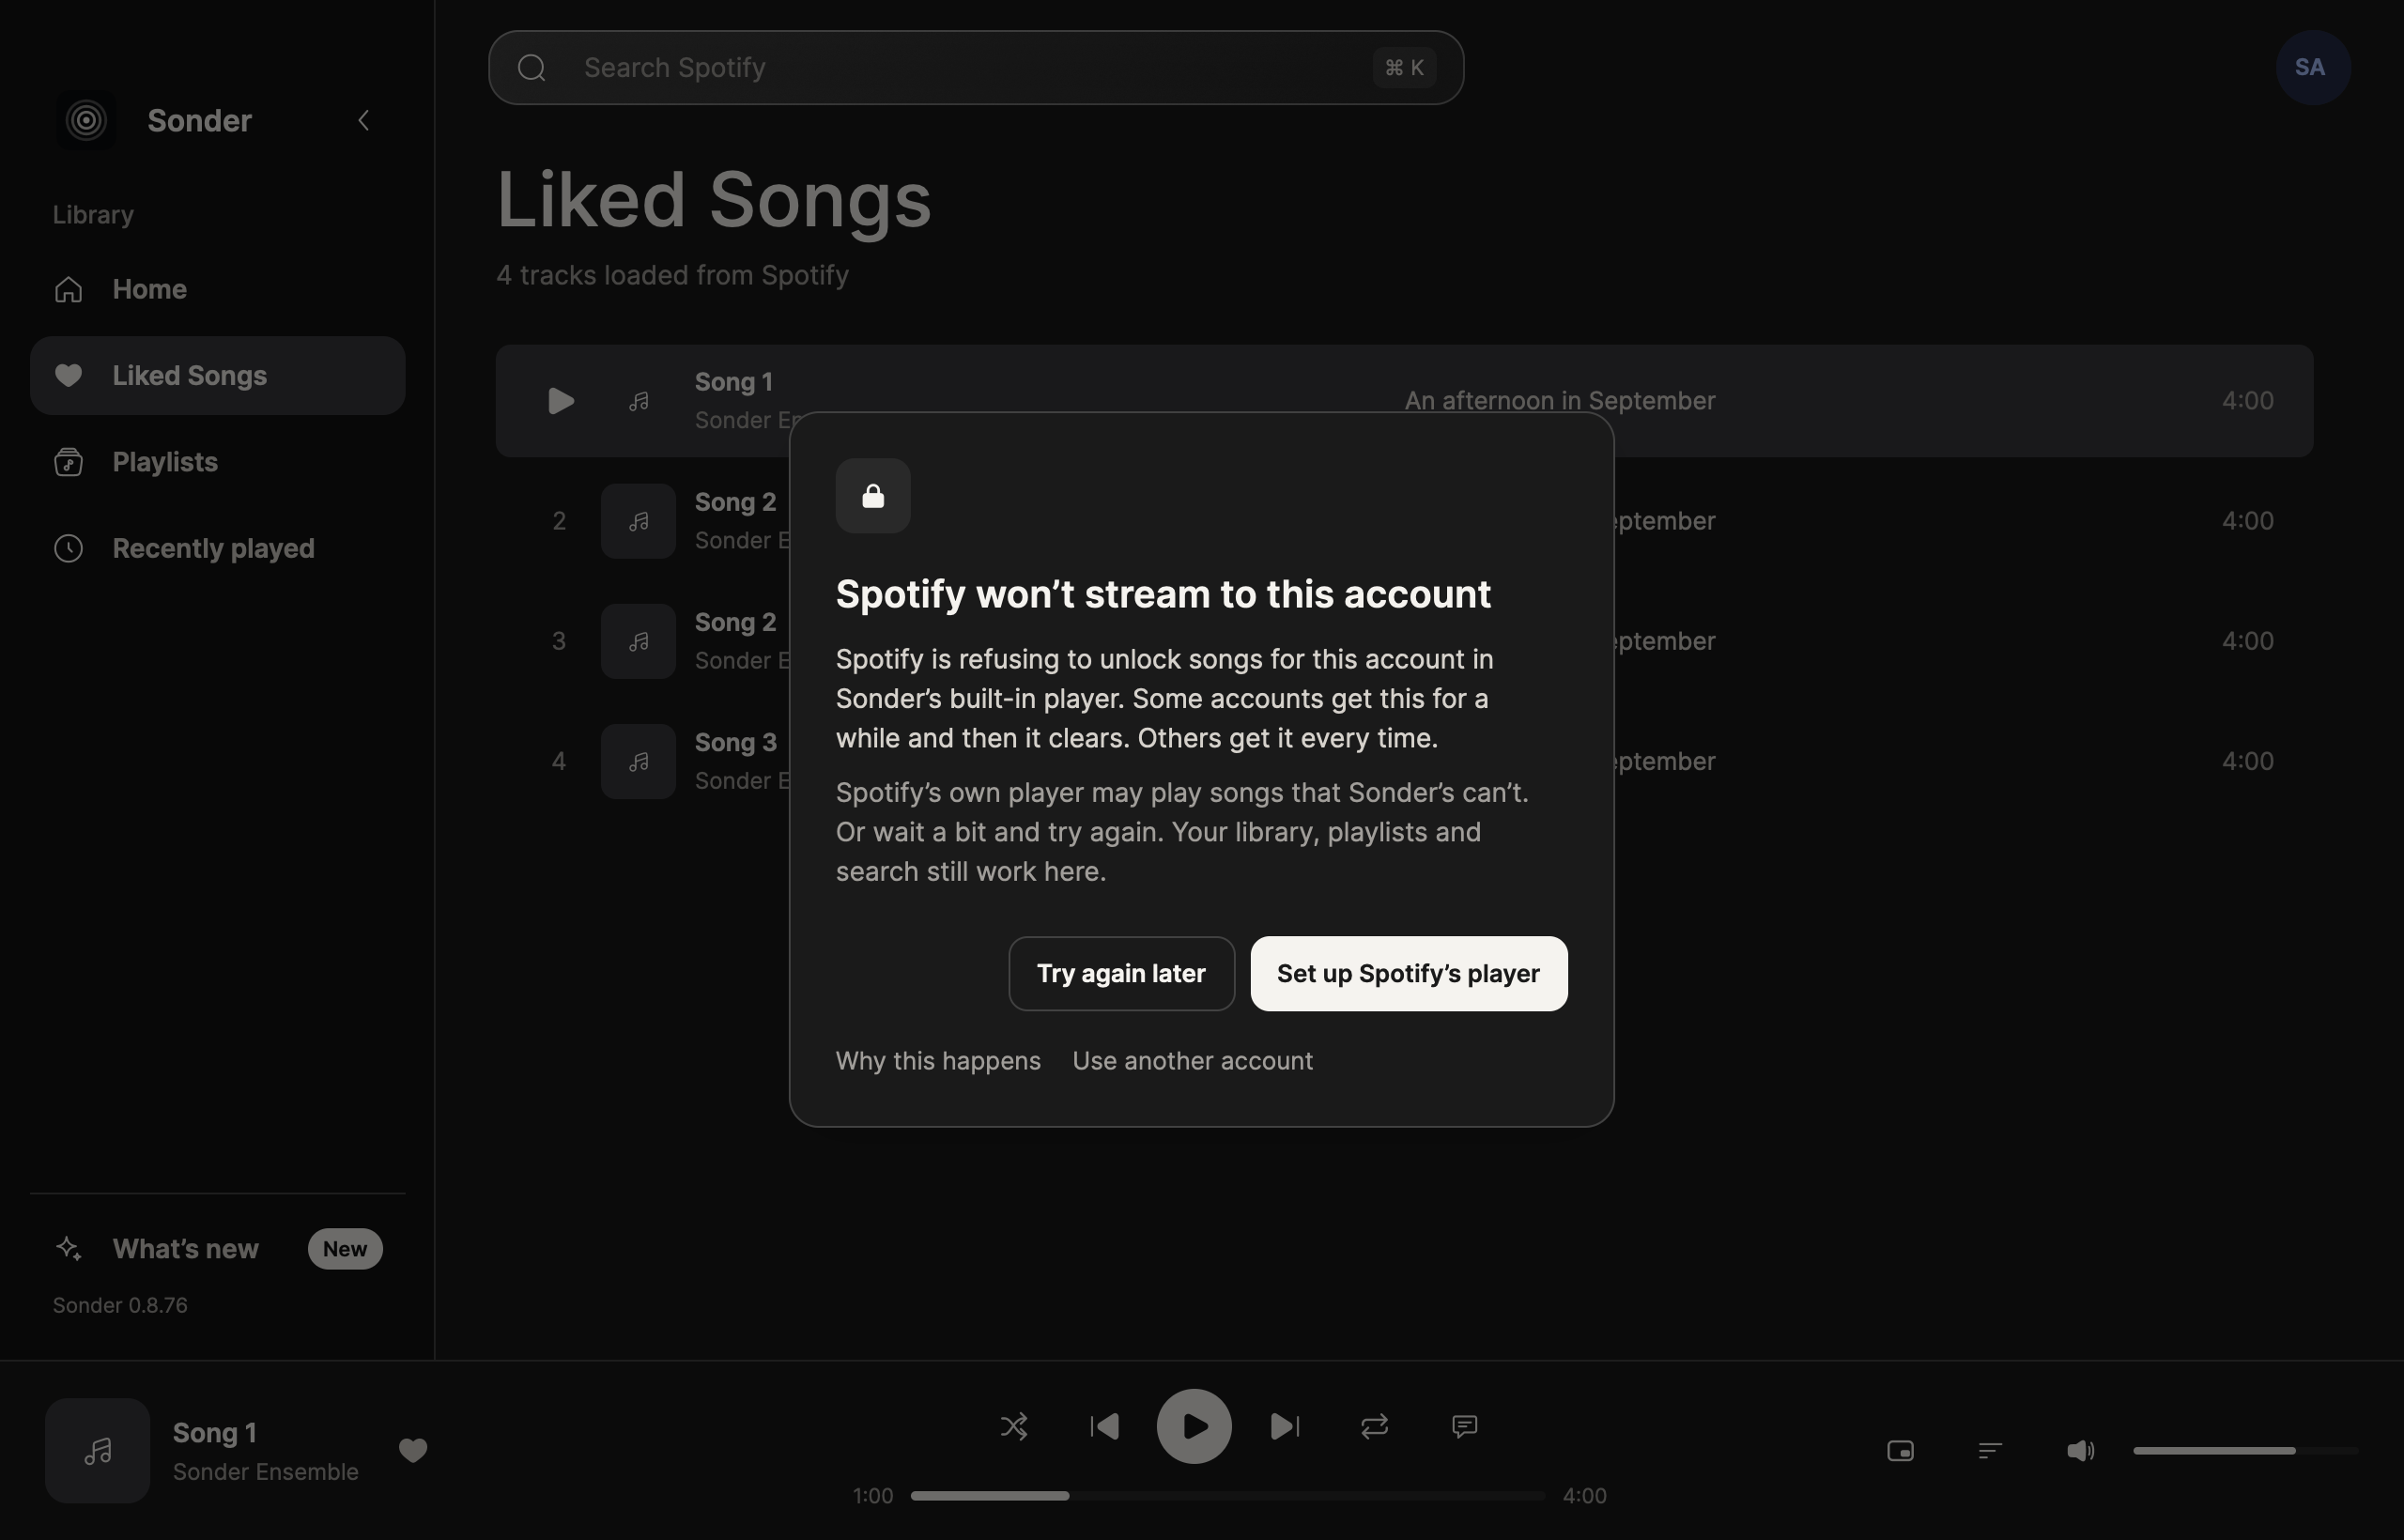 Search Spotify
⌘ K
SA
Sonder
Library
Home
Liked Songs
Playlists
Recently played
What’s new
New
Sonder 0.8.76
Liked Songs
4 tracks loaded from Spotify
Song 1
Sonder
An afternoon in September
4:00
2
Song 2
Sonder
4:00
3
Song 2
Sonder
4:00
4
Song 3
Sonder
4:00
Spotify won’t stream to this account
Spotify is refusing to unlock songs for this account in
Sonder’s built-in player. Some accounts get this for a
while and then it clears. Others get it every time.
Spotify’s own player may play songs that Sonder’s can’t.
Or wait a bit and try again. Your library, playlists and
search still work here.
Try again later
Set up Spotify’s player
Why this happens
Use another account
Song 1
Sonder Ensemble
1:00
4:00